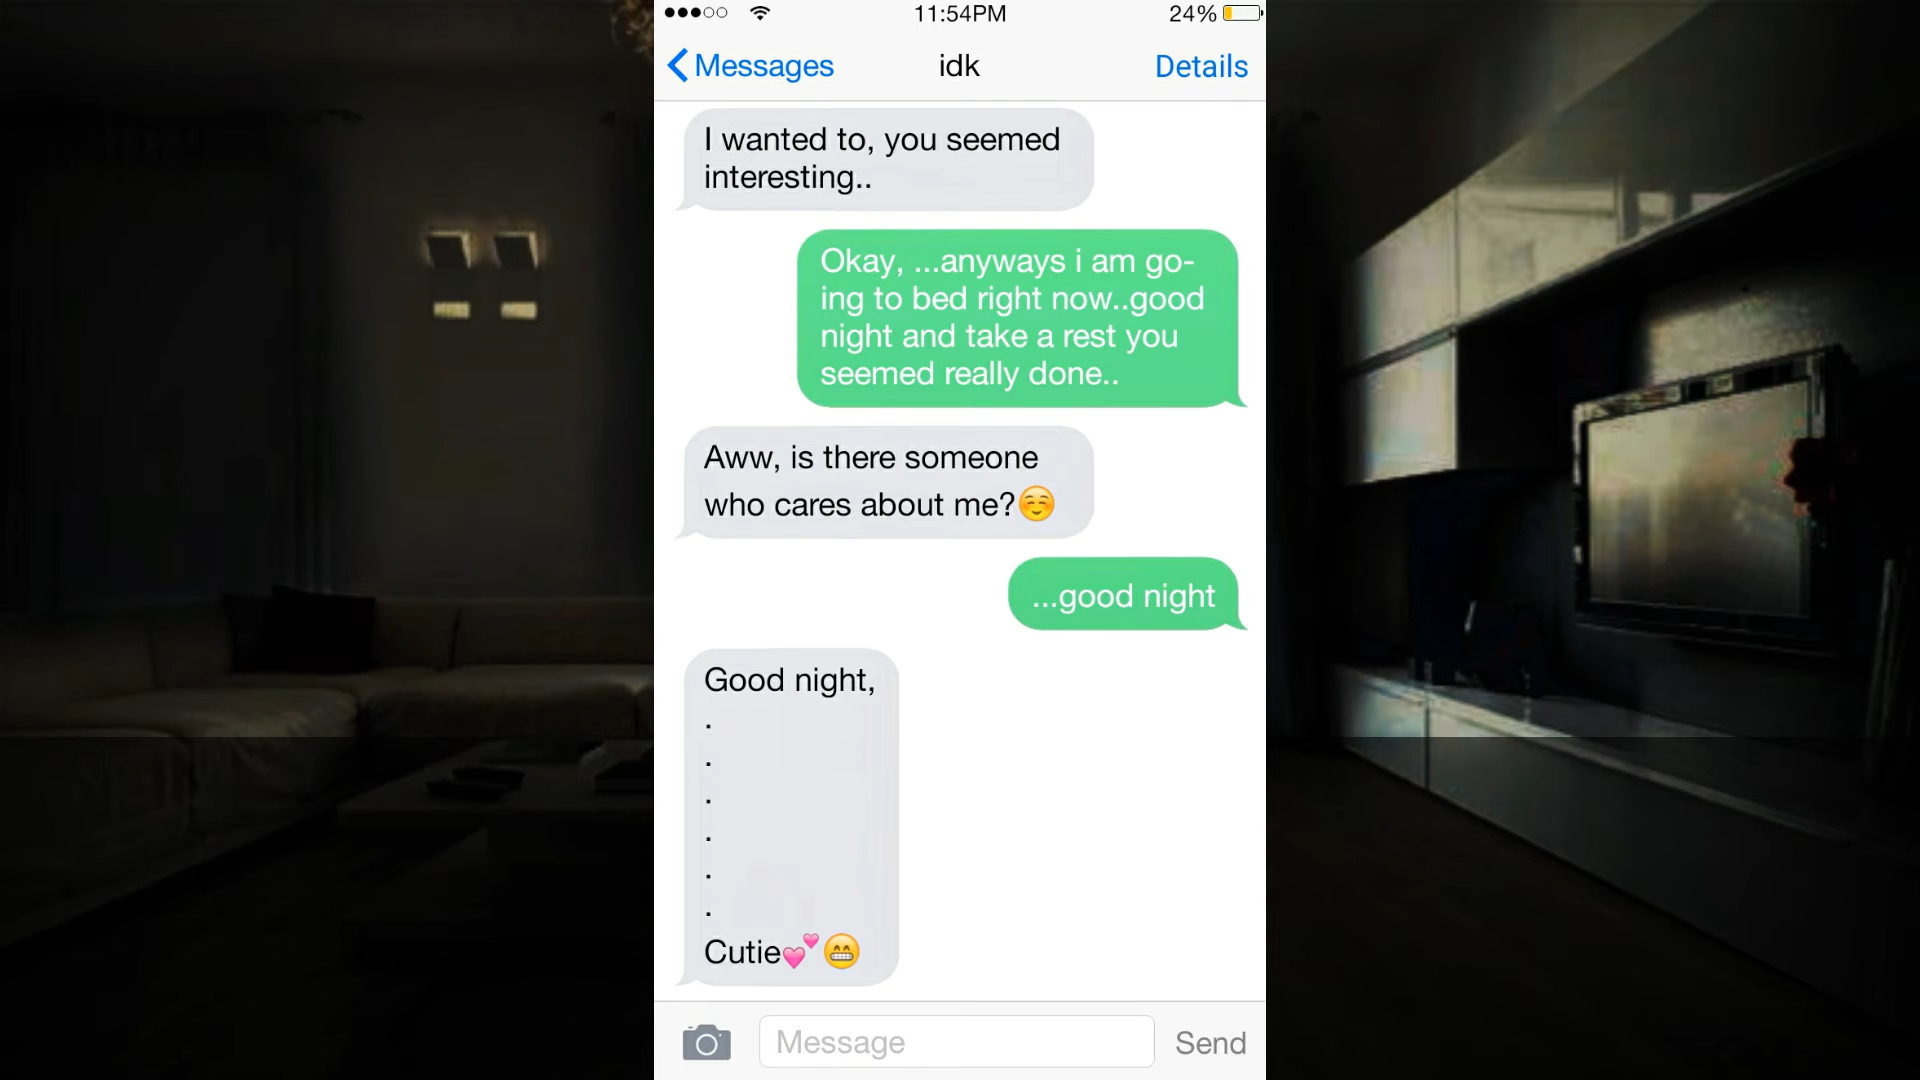 11:54PM 24%
Messages idk Details
I wanted to, you seemed
interesting..
Okay, ...anyways i am go-
ing to bed right now..good
night and take a rest you
seemed really done..
Aww, is there someone
who cares about me?☺️
...good night
Good night,
.
.
.
.
.
.
Cutie💕😁
Message Send